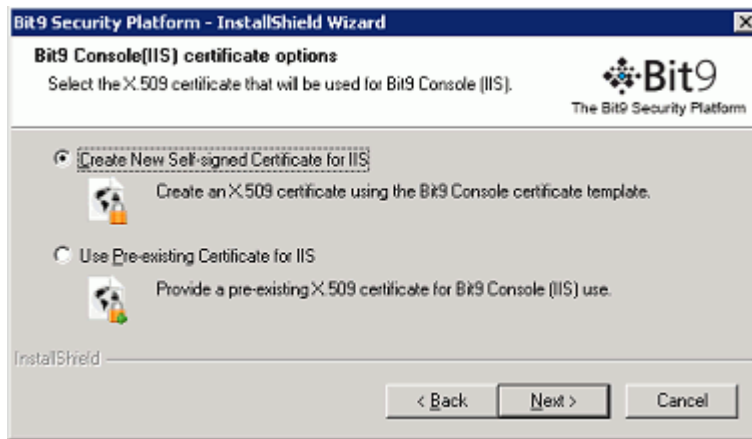 Bit9 Security Platform - InstallShield Wizard
Bit9 Console(IIS) certificate options
Select the X.509 certificate that will be used for Bit9 Console (IIS).
Bit9
The Bit9 Security Platform
Create New Self-signed Certificate for IIS
Create an X.509 certificate using the Bit9 Console certificate template.
Use Pre-existing Certificate for IIS
Provide a pre-existing X.509 certificate for Bit9 Console (IIS) use.
InstallShield
< Back
Next >
Cancel